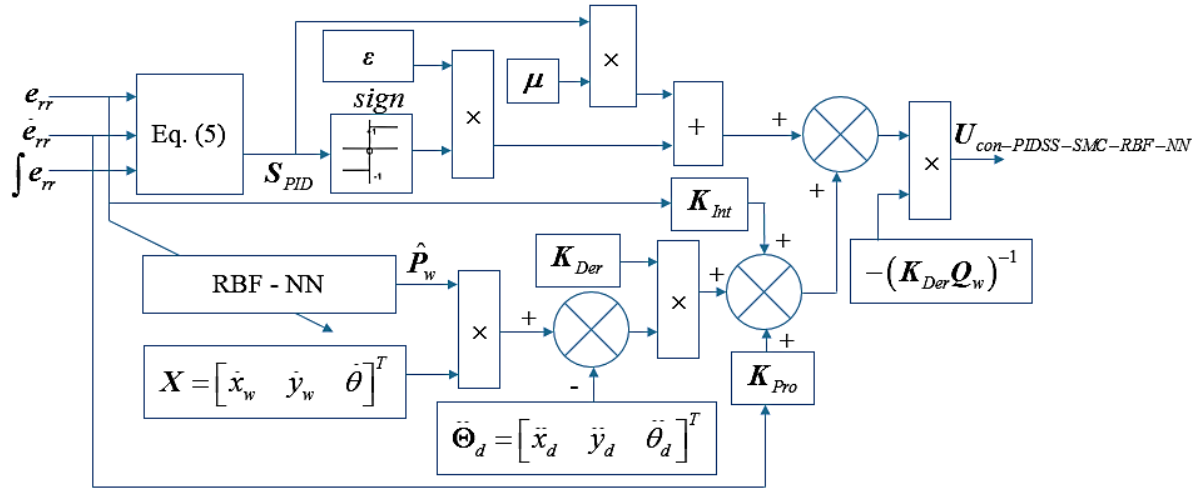 e_rr
ė_rr
∫ e_rr
Eq. (5)
S_PID
ε
sign
1
-1
×
μ
×
+
+
+
×
U_con-PIDSS-SMC-RBF-NN
-(K_Der Q_w)^-1
K_Int
RBF - NN
P̂_w
×
K_Der
+
-
×
+
+
+
K_Pro
X = [ẋ_w ẏ_w θ̇]^T
Θ̈_d = [ẍ_d ÿ_d θ̈_d]^T